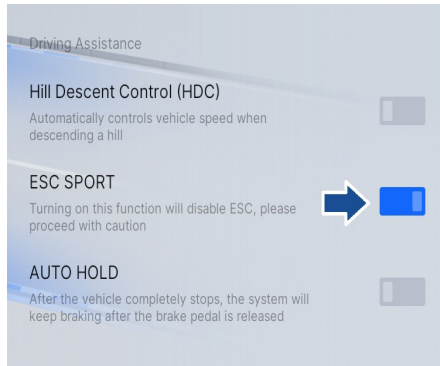 Driving Assistance
Hill Descent Control (HDC)
Automatically controls vehicle speed when
descending a hill
ESC SPORT
Turning on this function will disable ESC, please
proceed with caution
AUTO HOLD
After the vehicle completely stops, the system will
keep braking after the brake pedal is released